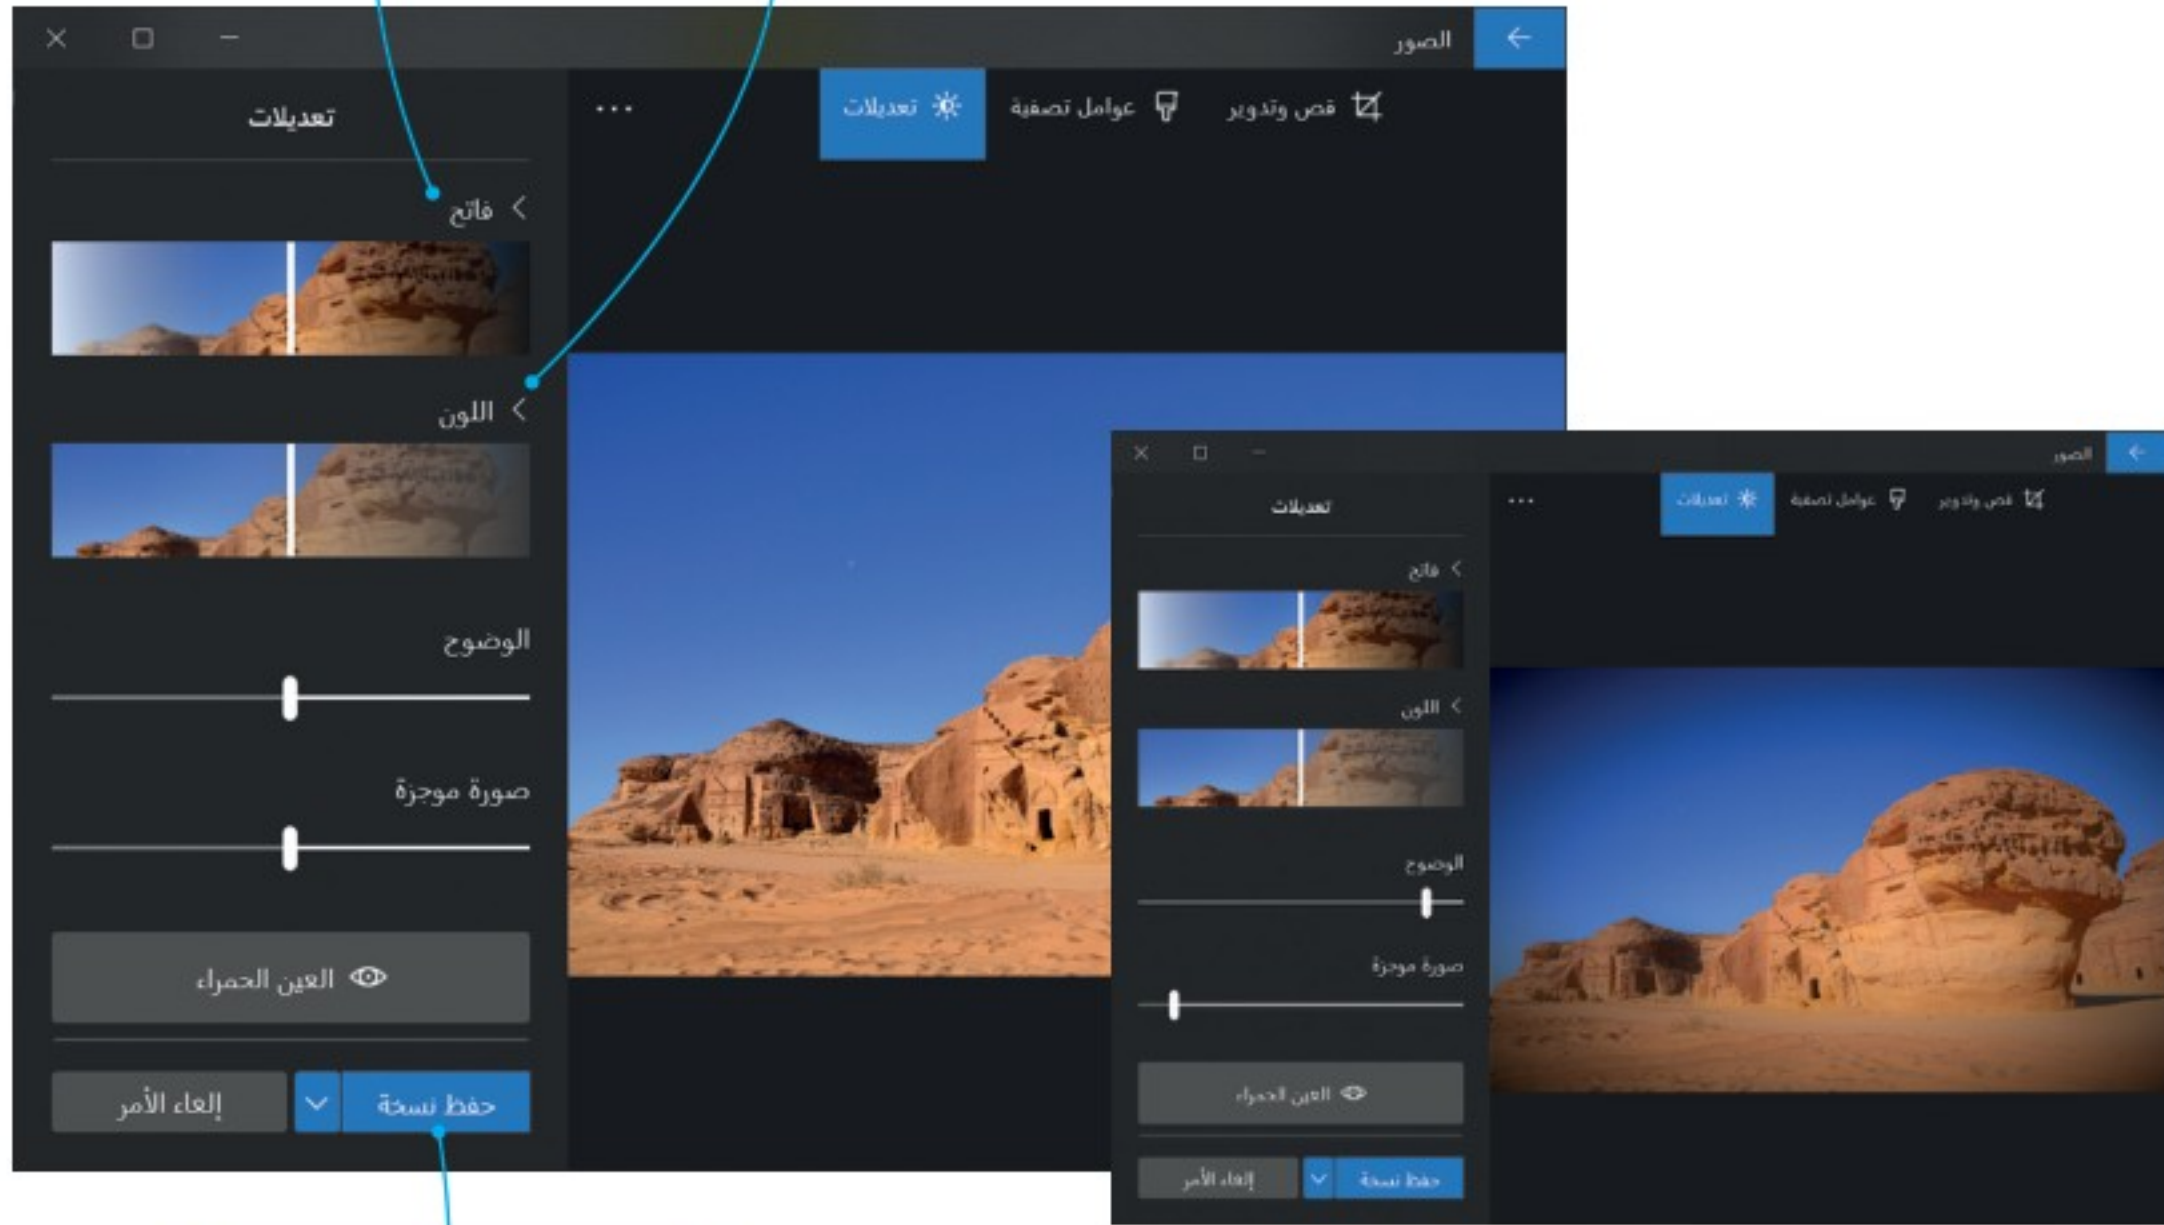 الصور
قص وتدوير
عوامل تصفية
تعديلات
...
تعديلات
فاتح
اللون
الوضوح
صورة موجزة
العين الحمراء
حفظ نسخة
إلغاء الأمر
الصور
قص وتدوير
عوامل تصفية
تعديلات
...
تعديلات
فاتح
اللون
الوضوح
صورة موجزة
العين الحمراء
حفظ نسخة
إلغاء الأمر